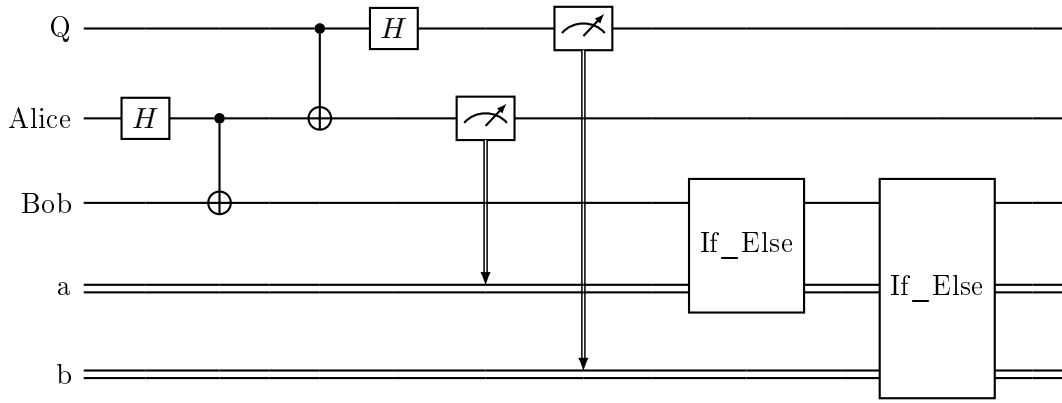 Q H
Alice H
Bob
If_Else
a If_Else
b